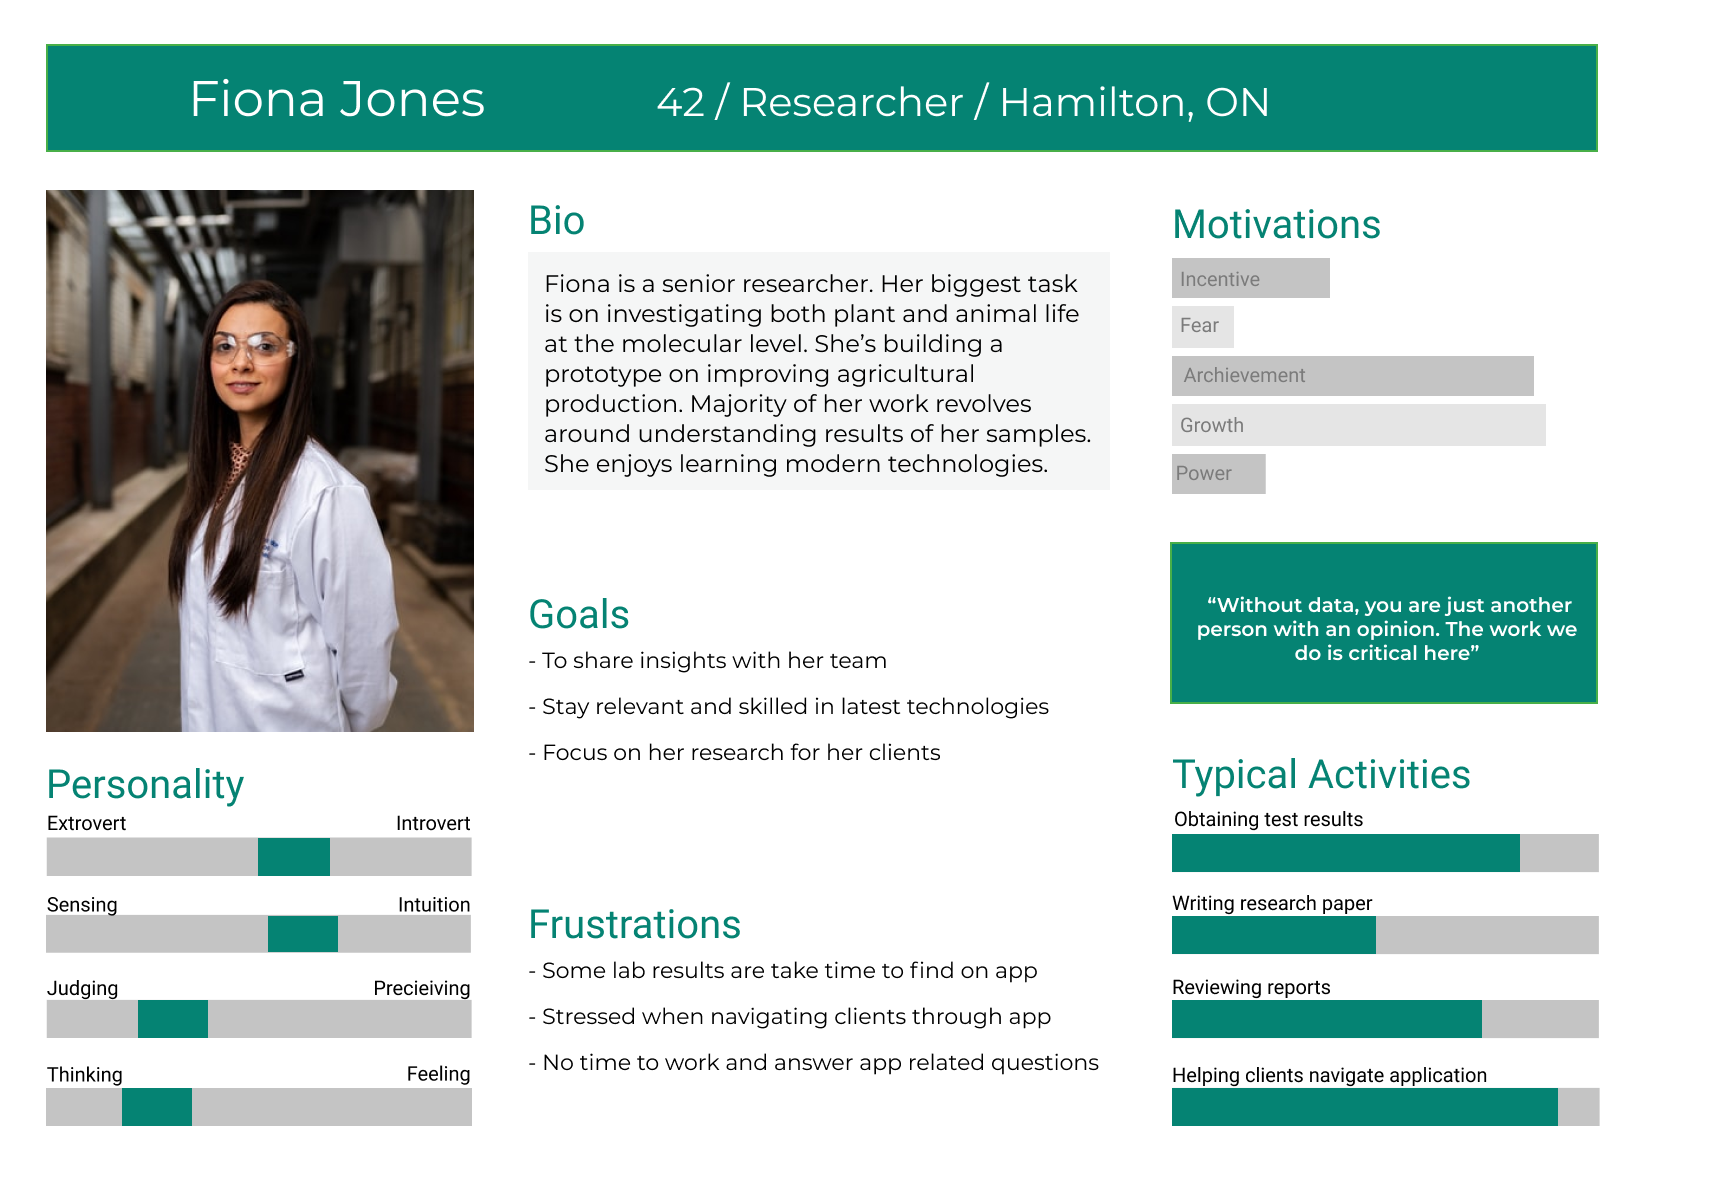 Fiona Jones
42 / Researcher / Hamilton, ON
Bio
Fiona is a senior researcher. Her biggest task
is on investigating both plant and animal life
at the molecular level. She’s building a
prototype on improving agricultural
production. Majority of her work revolves
around understanding results of her samples.
She enjoys learning modern technologies.
Goals
- To share insights with her team
- Stay relevant and skilled in latest technologies
- Focus on her research for her clients
Frustrations
- Some lab results are take time to find on app
- Stressed when navigating clients through app
- No time to work and answer app related questions
Motivations
Incentive
Fear
Archievement
Growth
Power
“Without data, you are just another
person with an opinion. The work we
do is critical here”
Personality
Extrovert Introvert
Sensing Intuition
Judging Precieiving
Thinking Feeling
Typical Activities
Obtaining test results
Writing research paper
Reviewing reports
Helping clients navigate application